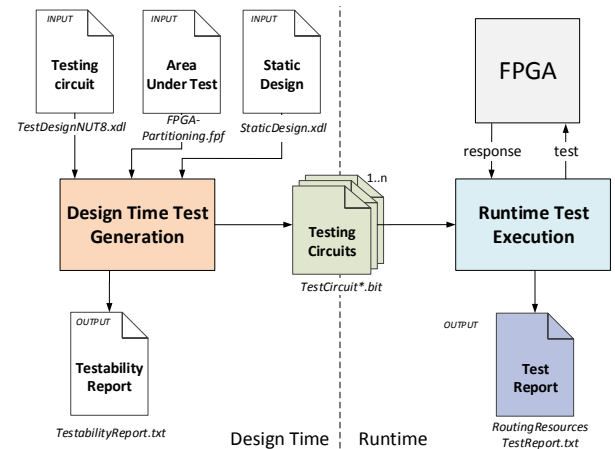 INPUT
Testing
circuit
TestDesignNUT8.xdl
INPUT
Area
Under Test
FPGA-
Partitioning.fpf
INPUT
Static
Design
StaticDesign.xdl
FPGA
response
test
Design Time Test
Generation
1..n
Testing
Circuits
TestCircuit*.bit
Runtime Test
Execution
OUTPUT
Testability
Report
TestabilityReport.txt
OUTPUT
Test
Report
RoutingResources
TestReport.txt
Design Time
Runtime